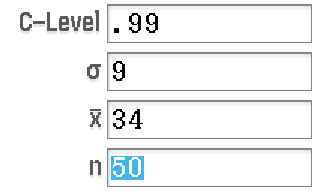 C-Level .99
σ 9
x̄ 34
n 50